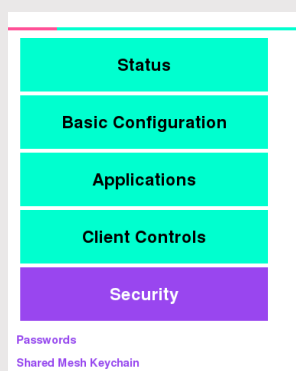 Status
Basic Configuration
Applications
Client Controls
Security
Passwords
Shared Mesh Keychain